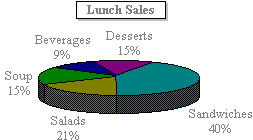 Lunch Sales
Desserts
15%
Beverages
9%
Soup
15%
Sandwiches
40%
Salads
21%